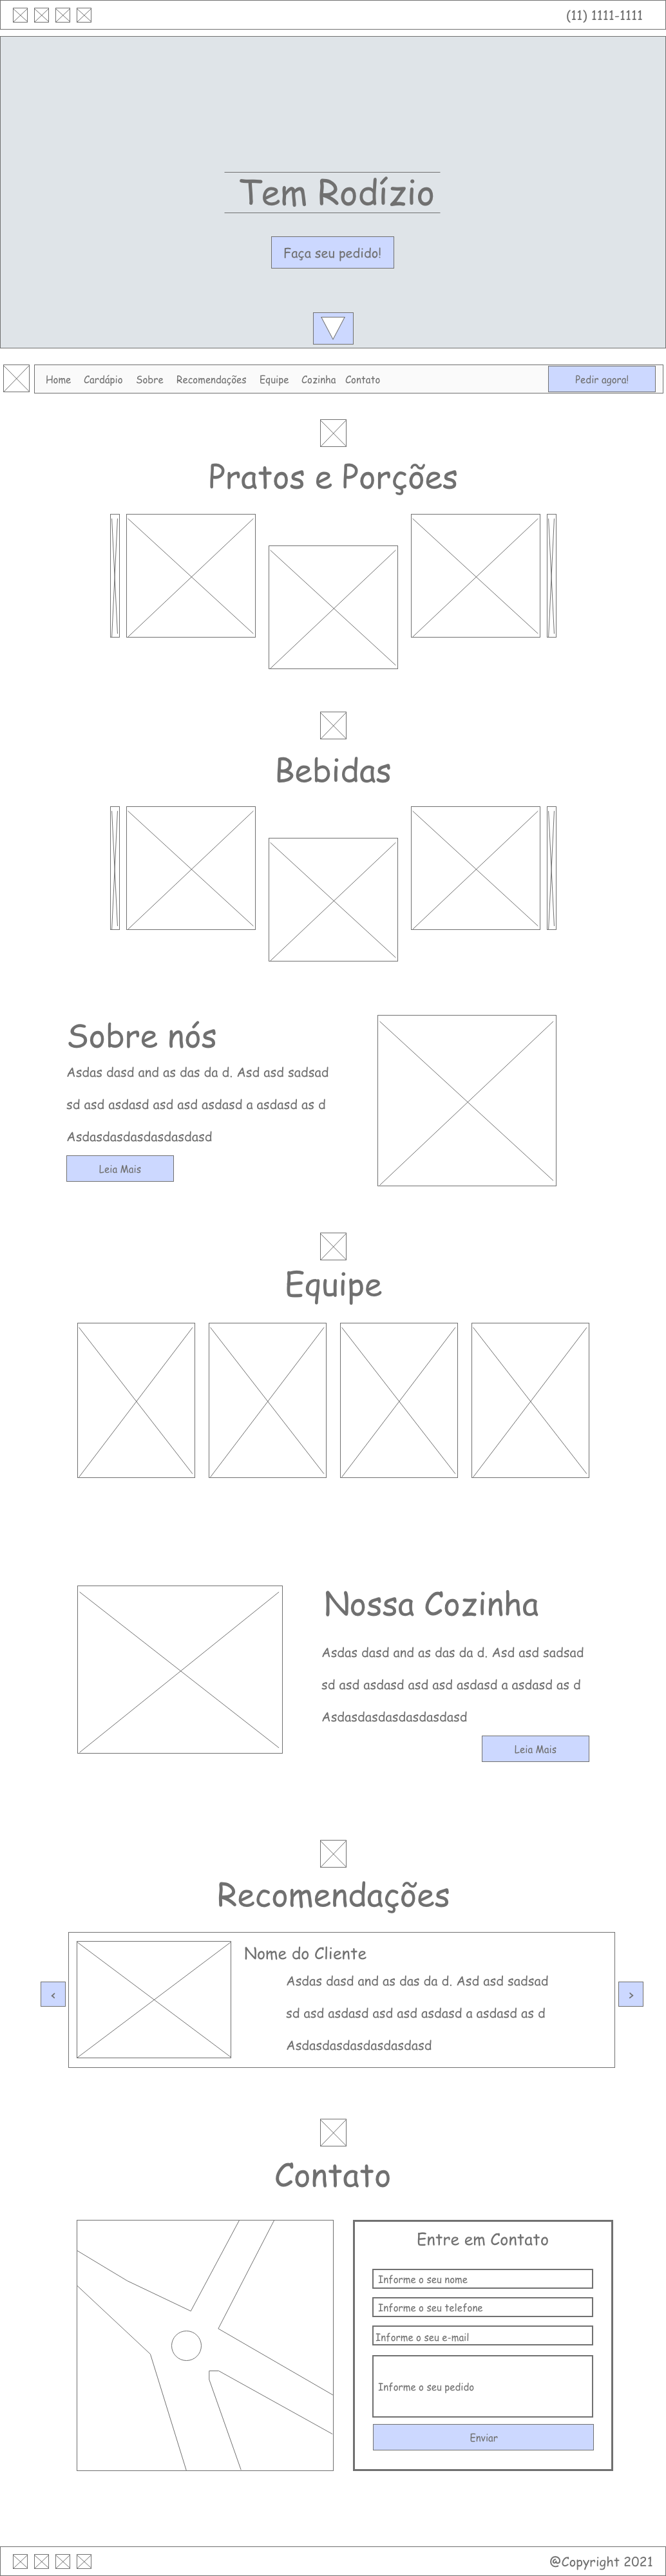 (11) 1111-1111
Tem Rodízio
Faça seu pedido!
Home Cardápio Sobre Recomendações Equipe Cozinha Contato Pedir agora!
Pratos e Porções
Bebidas
Sobre nós
Asdas dasd and as das da d. Asd asd sadsad
sd asd asdasd asd asd asdasd a asdasd as d
Asdasdasdasdasdasdasd
Leia Mais
Equipe
Nossa Cozinha
Asdas dasd and as das da d. Asd asd sadsad
sd asd asdasd asd asd asdasd a asdasd as d
Asdasdasdasdasdasdasd
Leia Mais
Recomendações
Nome do Cliente
Asdas dasd and as das da d. Asd asd sadsad
sd asd asdasd asd asd asdasd a asdasd as d
Asdasdasdasdasdasdasd
< >
Contato
Entre em Contato
Informe o seu nome
Informe o seu telefone
Informe o seu e-mail
Informe o seu pedido
Enviar
@Copyright 2021